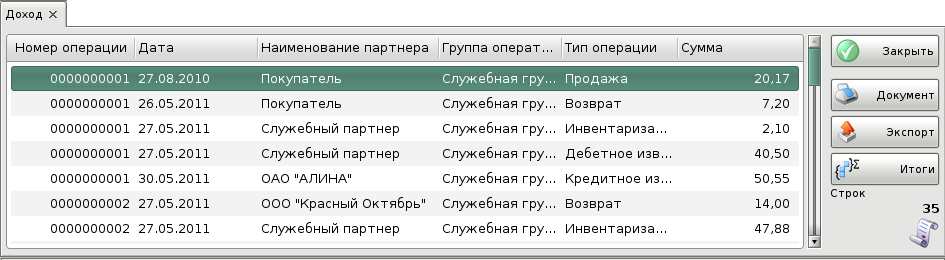 Доход
Номер операции Дата Наименование партнера Группа операт... Тип операции Сумма
0000000001 27.08.2010 Покупатель Служебная гру... Продажа 20,17
0000000001 26.05.2011 Покупатель Служебная гру... Возврат 7,20
0000000001 27.05.2011 Служебный партнер Служебная гру... Инвентариза... 2,10
0000000001 27.05.2011 Служебный партнер Служебная гру... Дебетное изв... 40,50
0000000001 30.05.2011 ОАО "АЛИНА" Служебная гру... Кредитное из... 50,55
0000000002 27.05.2011 ООО "Красный Октябрь" Служебная гру... Возврат 14,00
0000000002 27.05.2011 Служебный партнер Служебная гру... Инвентариза... 47,88
Закрыть
Документ
Экспорт
Итоги
Строк
35